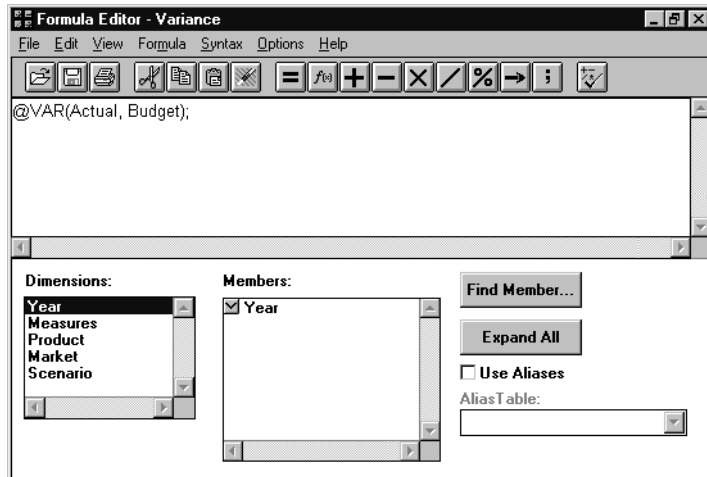 Formula Editor - Variance
File Edit View Formula Syntax Options Help
f(x)
%
;
@VAR(Actual, Budget);
Dimensions:
Year
Measures
Product
Market
Scenario
Members:
Year
Find Member...
Expand All
Use Aliases
AliasTable: